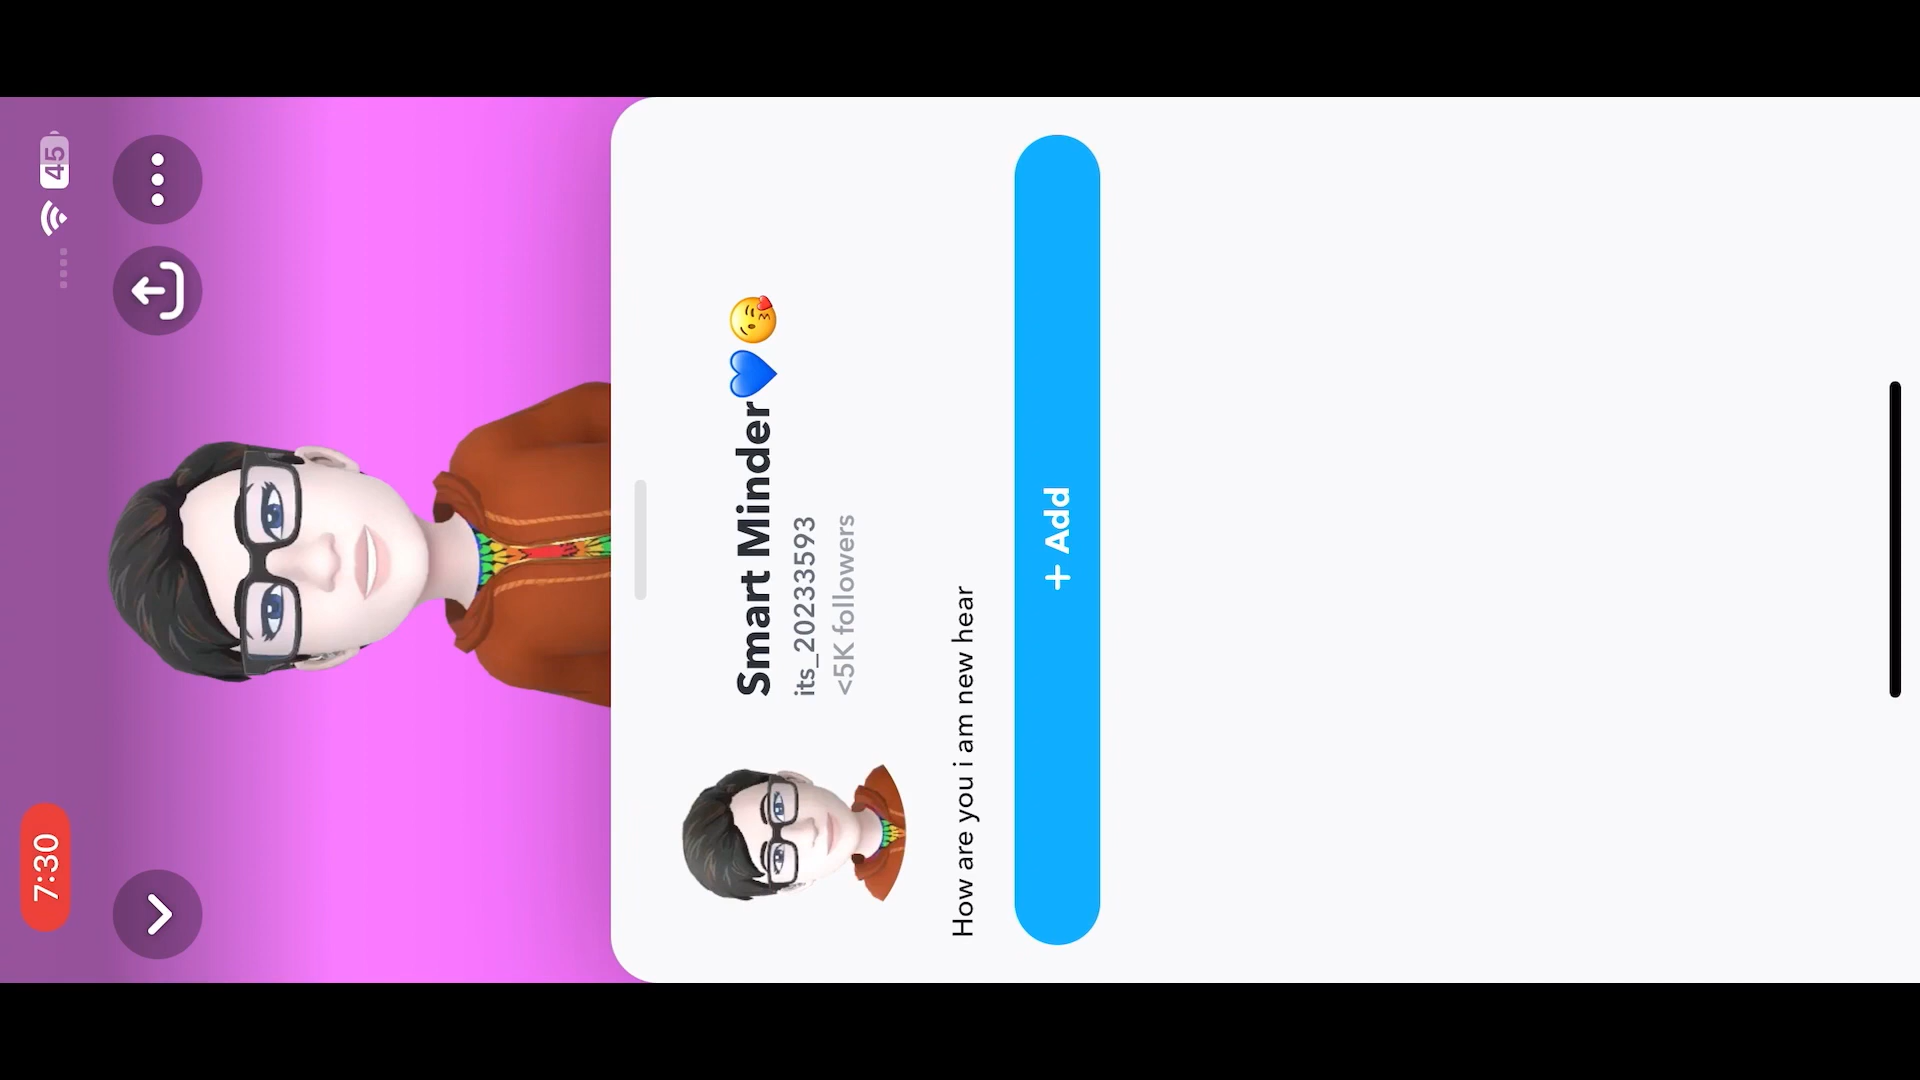 7:30
45
Smart Minder💙😘
its_20233593
<5K followers
How are you i am new hear
+ Add